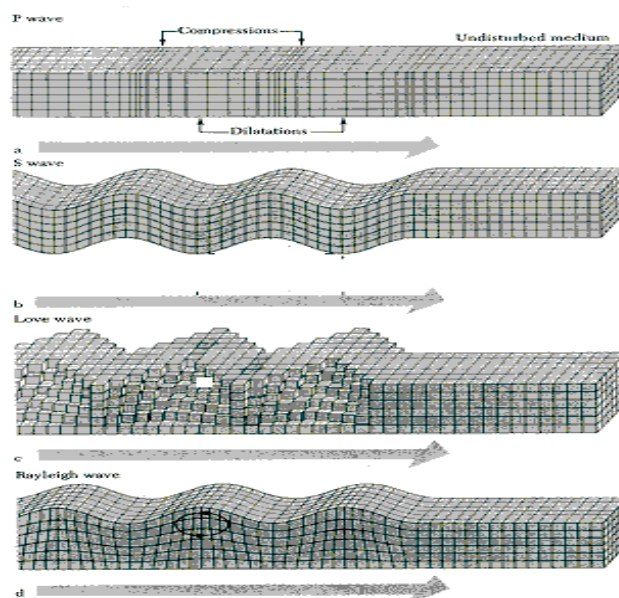 P wave
Compressions
Undisturbed medium
Dilatations
a
S wave
b
Love wave
c
Rayleigh wave
d